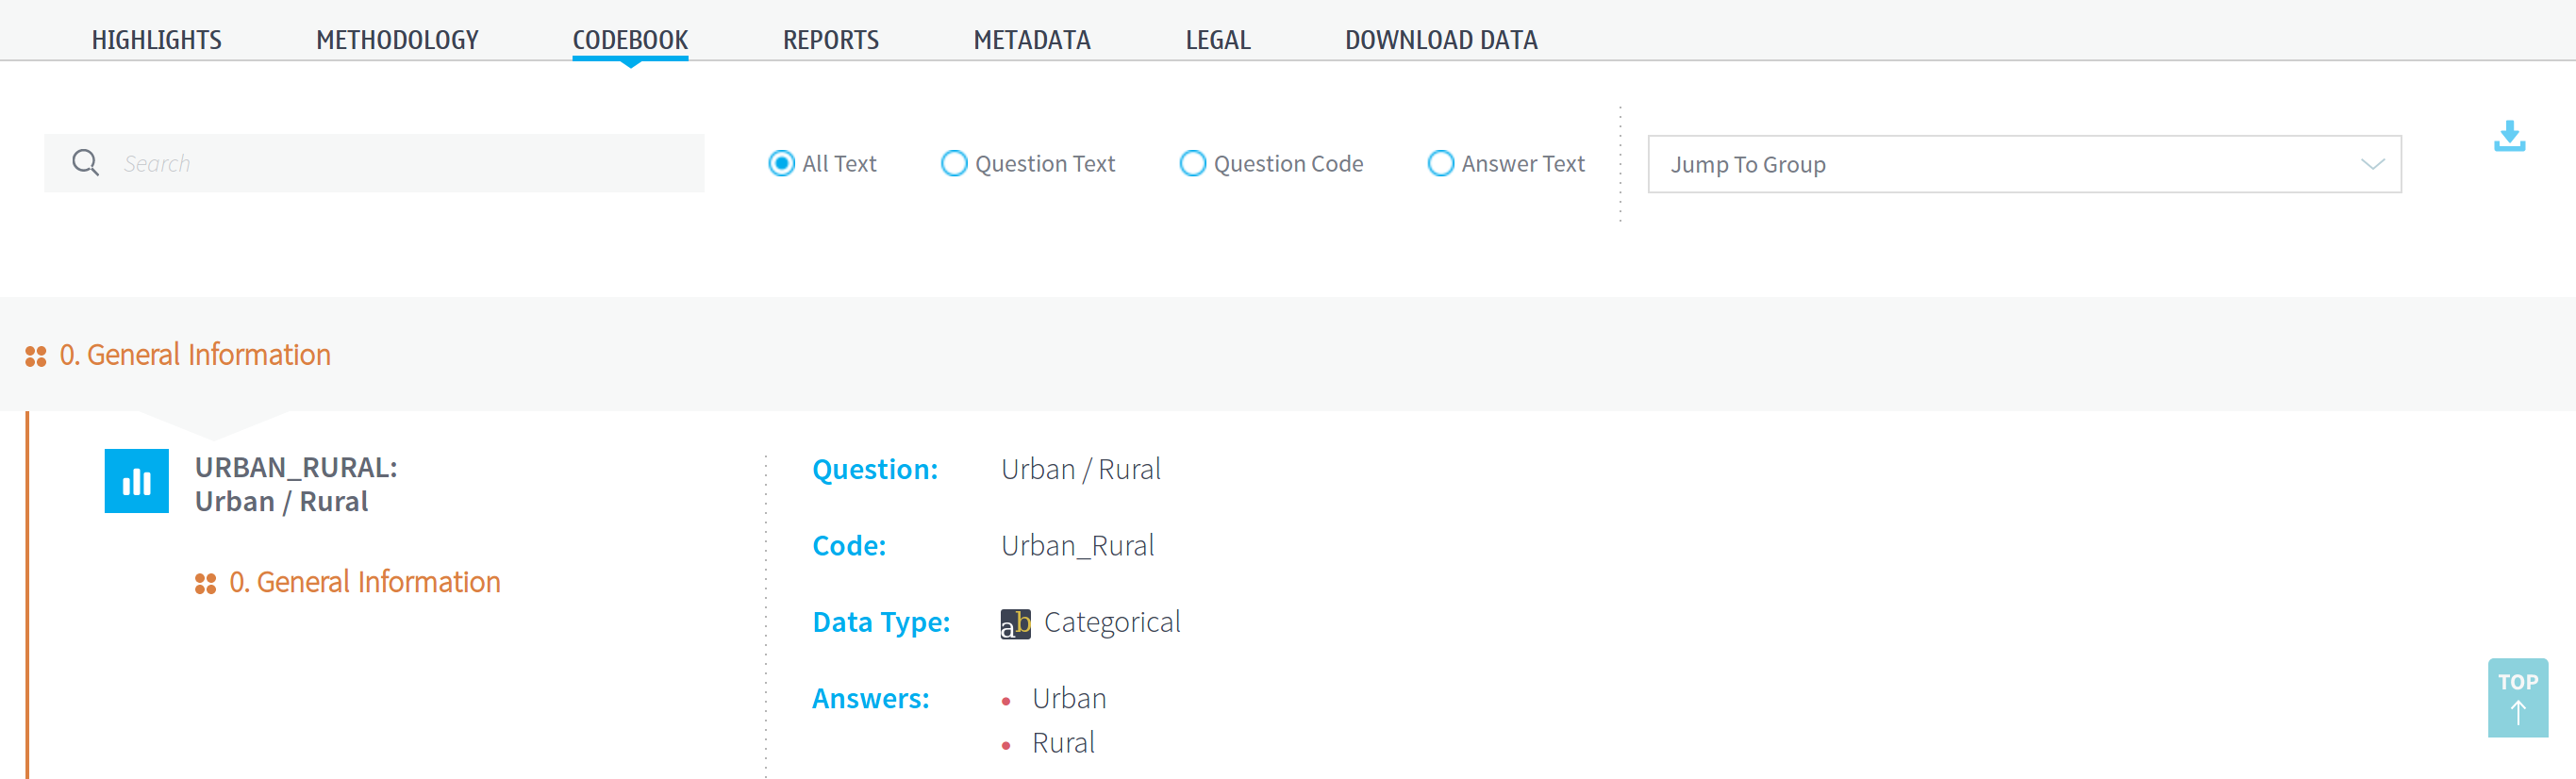 HIGHLIGHTS METHODOLOGY CODEBOOK REPORTS METADATA LEGAL DOWNLOAD DATA
Search All Text Question Text Question Code Answer Text Jump To Group
0. General Information
URBAN_RURAL:
Urban / Rural
0. General Information
Question: Urban / Rural
Code: Urban_Rural
Data Type: ab Categorical
Answers: • Urban
• Rural
TOP